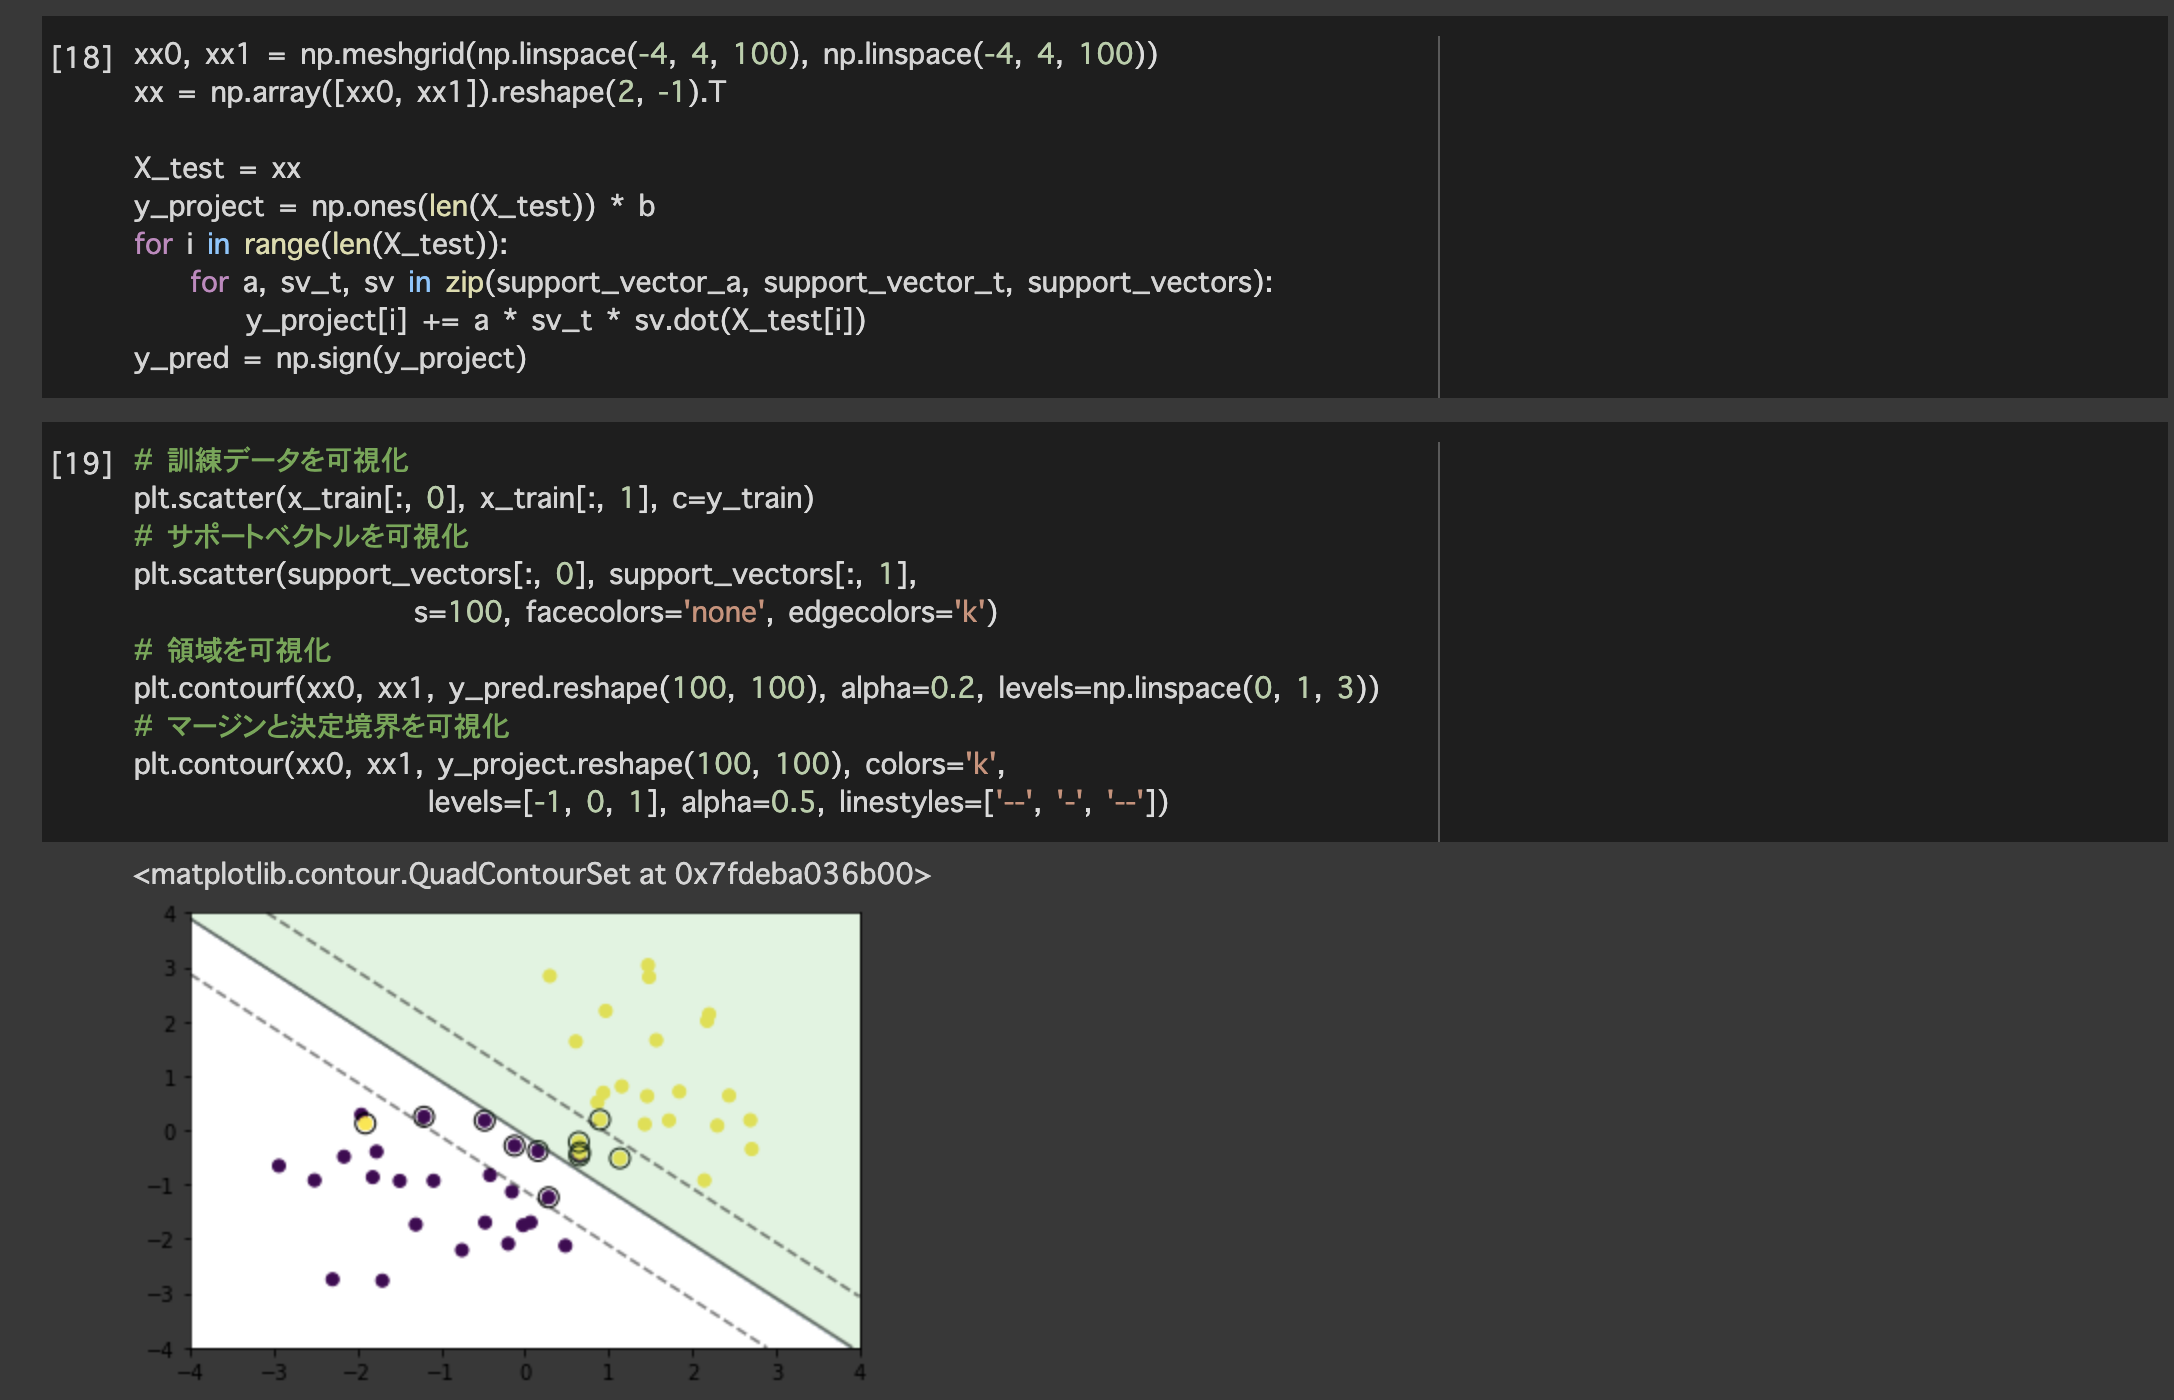 [18] xx0, xx1 = np.meshgrid(np.linspace(-4, 4, 100), np.linspace(-4, 4, 100))
xx = np.array([xx0, xx1]).reshape(2, -1).T
X_test = xx
y_project = np.ones(len(X_test)) * b
for i in range(len(X_test)):
    for a, sv_t, sv in zip(support_vector_a, support_vector_t, support_vectors):
        y_project[i] += a * sv_t * sv.dot(X_test[i])
y_pred = np.sign(y_project)
[19] # 訓練データを可視化
plt.scatter(x_train[:, 0], x_train[:, 1], c=y_train)
# サポートベクトルを可視化
plt.scatter(support_vectors[:, 0], support_vectors[:, 1],
                    s=100, facecolors='none', edgecolors='k')
# 領域を可視化
plt.contourf(xx0, xx1, y_pred.reshape(100, 100), alpha=0.2, levels=np.linspace(0, 1, 3))
# マージンと決定境界を可視化
plt.contour(xx0, xx1, y_project.reshape(100, 100), colors='k',
                     levels=[-1, 0, 1], alpha=0.5, linestyles=['--', '-', '--'])
<matplotlib.contour.QuadContourSet at 0x7fdeba036b00>
4
3
2
1
0
−1
−2
−3
−4
−4 −3 −2 −1 0 1 2 3 4